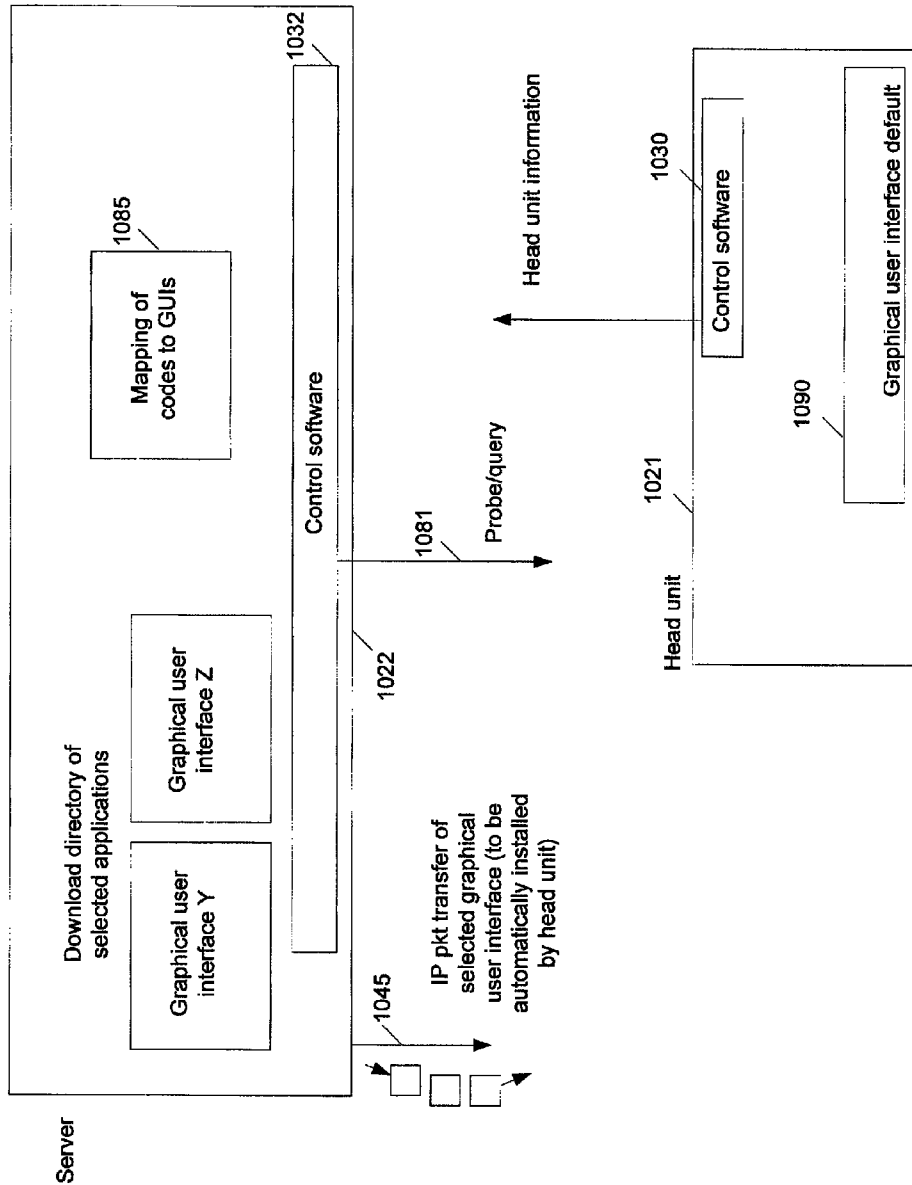 Server
Download directory of
selected applications
Graphical user
interface Y
Graphical user
interface Z
Mapping of
codes to GUIs
1085
Control software
1032
1022
1045
IP pkt transfer of
selected graphical
user interface (to be
automatically installed
by head unit)
1081
Probe/query
Head unit information
Head unit
1021
Control software
1030
1090
Graphical user interface default